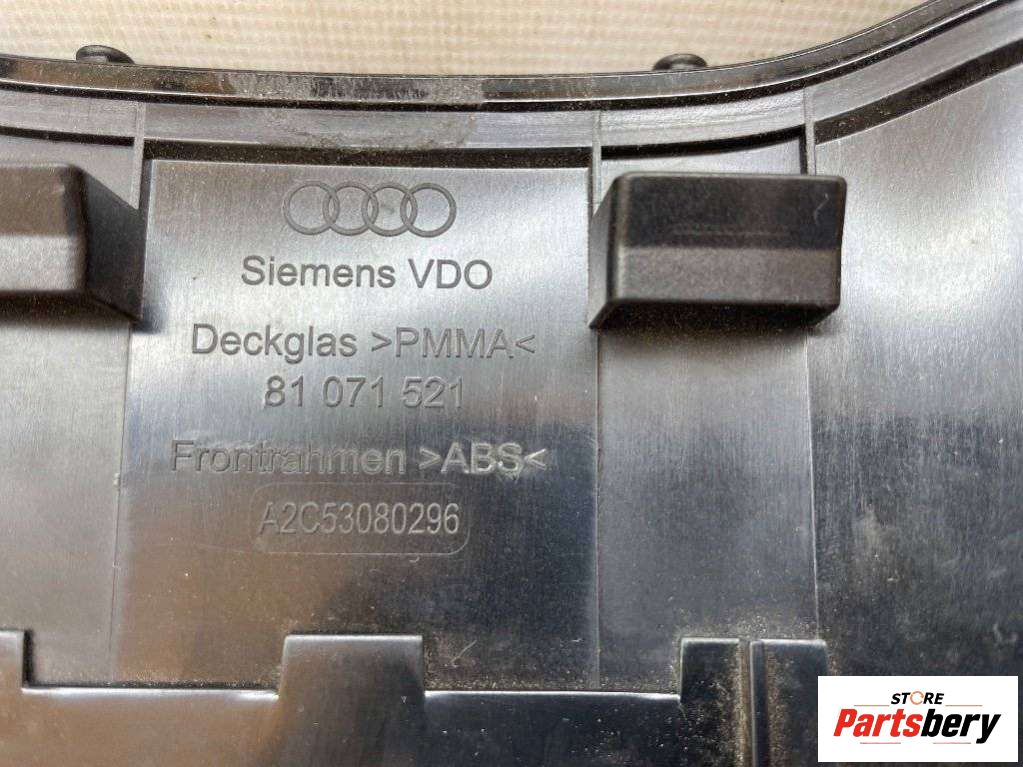 Siemens VDO
Deckglas >PMMA<
81 071 521
Frontrahmen >ABS<
A2C53080296
STORE
Partsbery